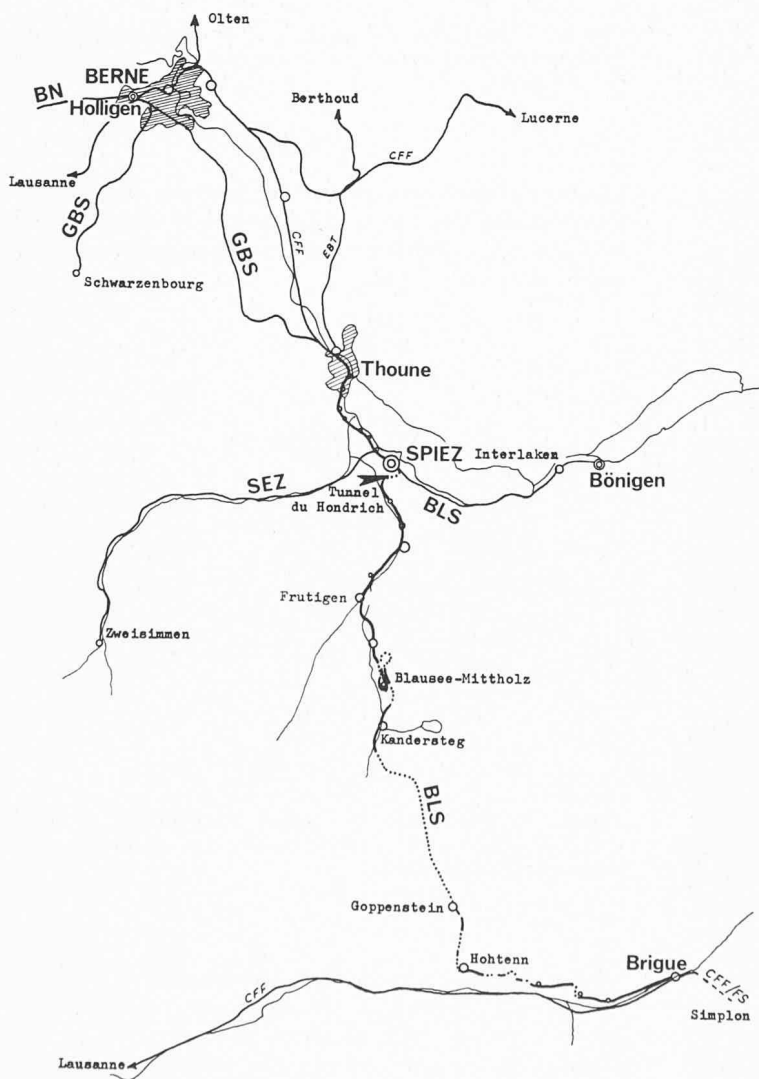 Olten
BERNE
BN
Holligen
Berthoud
Lucerne
CFF
Lausanne
GBS
GBS
CFF
EBT
Schwarzenbourg
Thoune
SPIEZ
Interlaken
Bönigen
SEZ
Tunnel
du Hondrich
BLS
Frutigen
Zweisimmen
Blausee-Mittholz
Kandersteg
BLS
Goppenstein
Hohtenn
Brigue
CFF/FS
Simplon
CFF
Lausanne